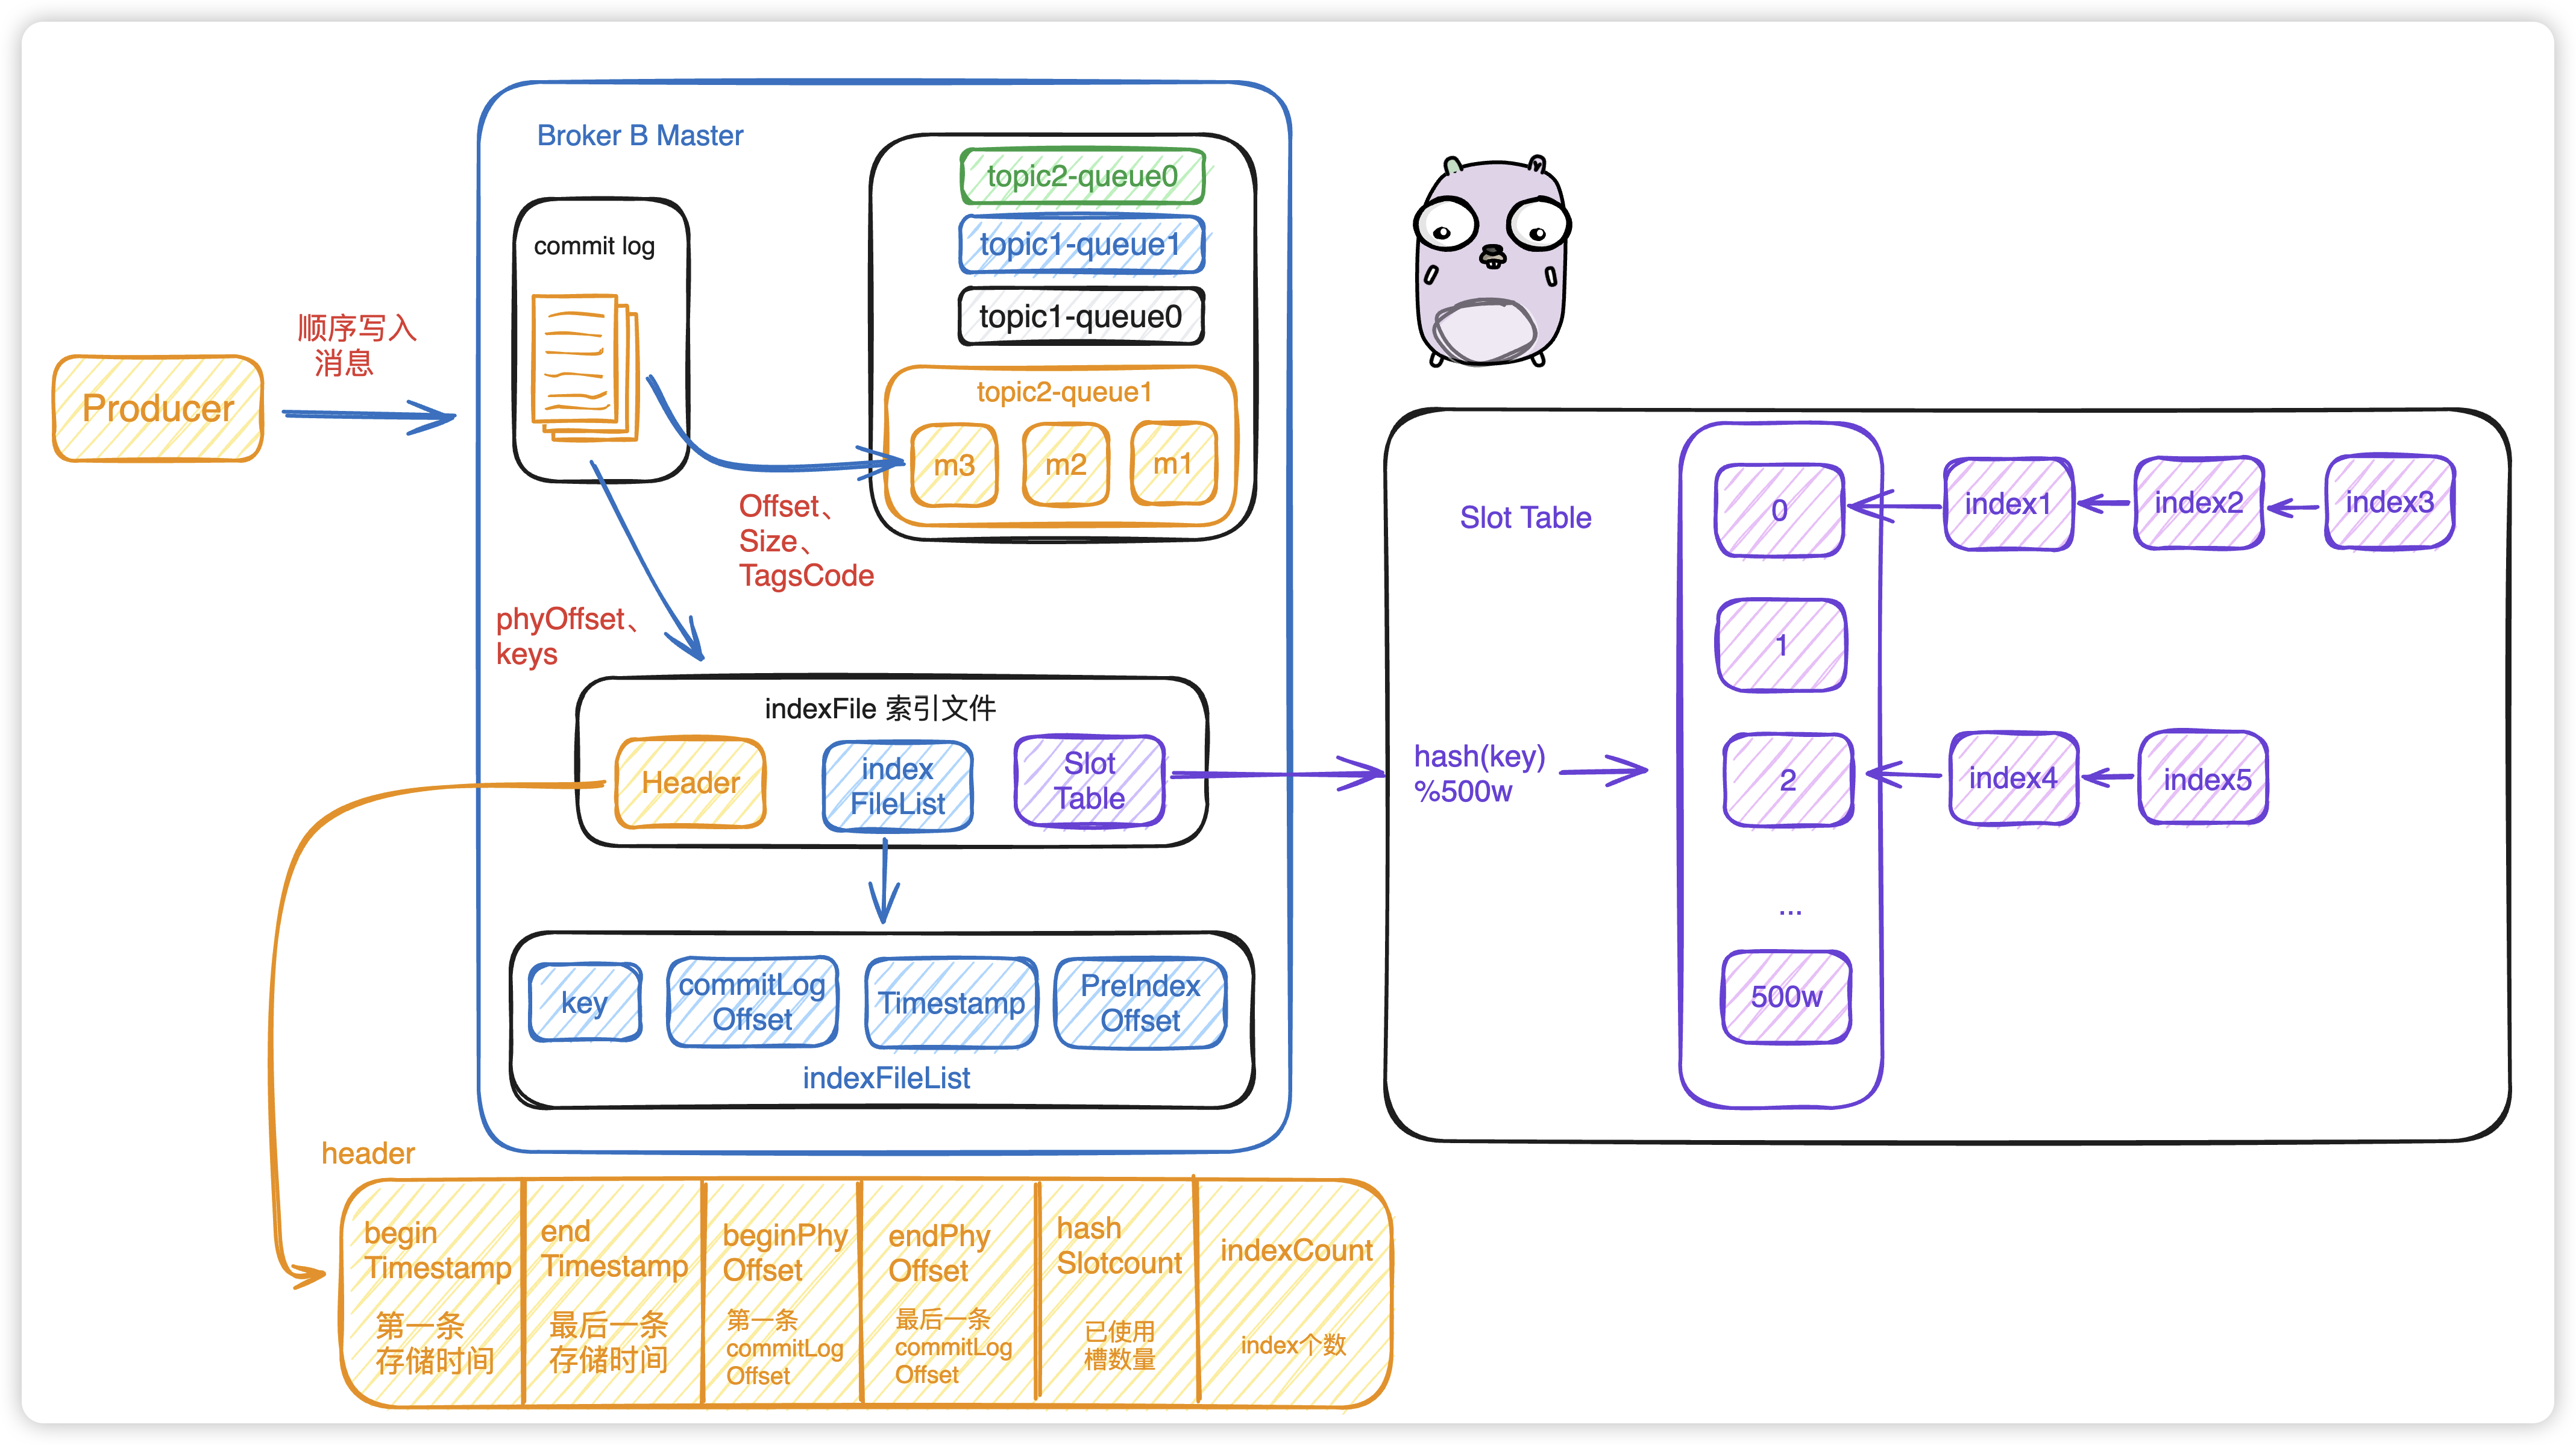 Broker B Master
topic2-queue0
topic1-queue1
topic1-queue0
commit log
顺序写入
消息
Producer
topic2-queue1
m3
m2
m1
Offset、
Size、
TagsCode
phyOffset、
keys
indexFile 索引文件
Header
index
FileList
Slot
Table
key
commitLog
Offset
Timestamp
PreIndex
Offset
indexFileList
Slot Table
0
index1
index2
index3
1
hash(key)
%500w
2
index4
index5
...
500w
header
begin
Timestamp
第一条
存储时间
end
Timestamp
最后一条
存储时间
beginPhy
Offset
第一条
commitLog
Offset
endPhy
Offset
最后一条
commitLog
Offset
hash
Slotcount
已使用
槽数量
indexCount
index个数